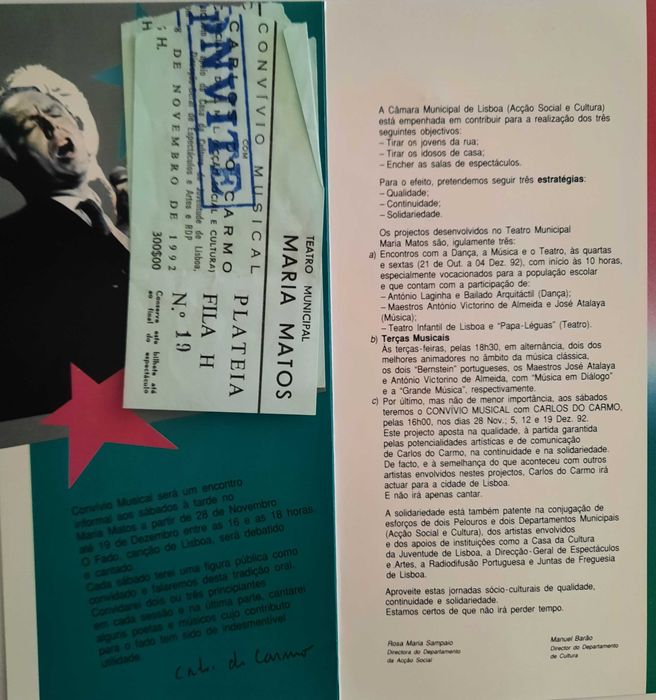 TEATRO MUNICIPAL
MARIA MATOS
CONVÍVIO MUSICAL
COM
CARLOS DO CARMO
CONVITE
8 DE NOVEMBRO DE 1992
H.
300$00
PLATEIA
FILA H
N.º 19
Conserve este bilhete até
ao final do espectáculo
Convívio Musical será um encontro
informal aos sábados à tarde no
Maria Matos a partir de 28 de Novembro
até 19 de Dezembro entre as 16 e as 18 horas.
O Fado, canção de Lisboa, será debatido
e cantado.
Cada sábado terei uma figura pública como
convidado e falaremos desta tradição oral.
Convidarei dois ou três principiantes
em cada sessão e na última parte, cantarei
alguns poetas e músicos cujo contributo
para o fado tem sido de indesmentível
utilidade.
Carlos do Carmo
A Câmara Municipal de Lisboa (Acção Social e Cultura)
está empenhada em contribuir para a realização dos três
seguintes objectivos:
– Tirar os jovens da rua;
– Tirar os idosos de casa;
– Encher as salas de espectáculos.
Para o efeito, pretendemos seguir três estratégias:
– Qualidade;
– Continuidade;
– Solidariedade.
Os projectos desenvolvidos no Teatro Municipal
Maria Matos são, igulamente três:
a) Encontros com a Dança, a Música e o Teatro, às quartas
e sextas (21 de Out. a 04 Dez. 92), com início às 10 horas,
especialmente vocacionados para a população escolar
e que contam com a participação de:
– António Laginha e Bailado Arquitáctil (Dança);
– Maestros António Victorino de Almeida e José Atalaya
(Música);
– Teatro Infantil de Lisboa e "Papa-Léguas" (Teatro).
b) Terças Musicais
Às terças-feiras, pelas 18h30, em alternância, dois dos
melhores animadores no âmbito da música clássica,
os dois "Bernstein" portugueses, os Maestros José Atalaya
e António Victorino de Almeida, com "Música em Diálogo"
e a "Grande Música", respectivamente.
c) Por último, mas não de menor importância, aos sábados
teremos o CONVÍVIO MUSICAL com CARLOS DO CARMO,
pelas 16h00, nos dias 28 Nov.; 5, 12 e 19 Dez. 92.
Este projecto aposta na qualidade, à partida garantida
pelas potencialidades artísticas e de comunicação
de Carlos do Carmo, na continuidade e na solidariedade.
De facto, e à semelhança do que aconteceu com outros
artistas envolvidos nestes projectos, Carlos do Carmo irá
actuar para a cidade de Lisboa.
E não irá apenas cantar.
A solidariedade está também patente na conjugação de
esforços de dois Pelouros e dois Departamentos Municipais
(Acção Social e Cultura), dos artistas envolvidos
e dos apoios de instituições como a Casa da Cultura
da Juventude de Lisboa, a Direcção-Geral de Espectáculos
e Artes, a Radiodifusão Portuguesa e Juntas de Freguesia
de Lisboa.
Aproveite estas jornadas sócio-culturais de qualidade,
continuidade e solidariedade.
Estamos certos de que não irá perder tempo.
Rosa Maria Sampaio
Directora do Departamento
da Acção Social
Manuel Barão
Director do Departamento
de Cultura